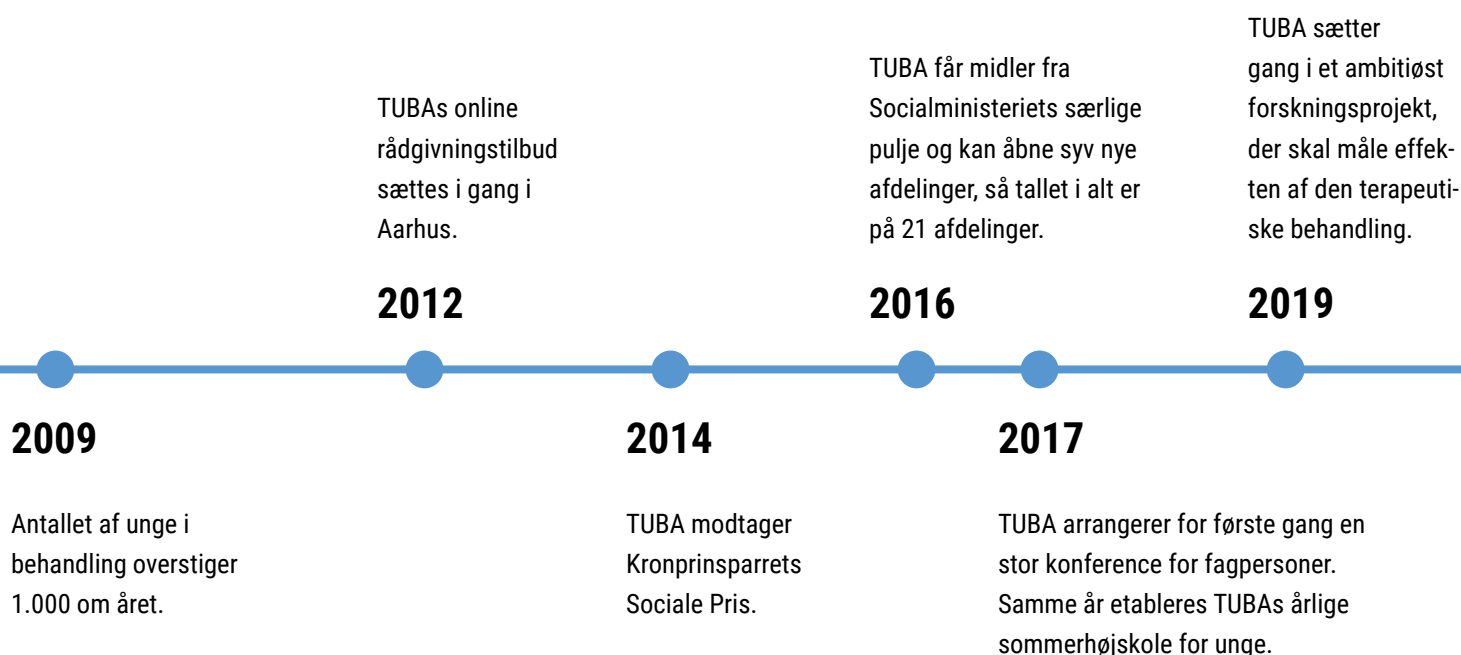 2009
Antallet af unge i
behandling overstiger
1.000 om året.
TUBAs online
rådgivningstilbud
sættes i gang i
Aarhus.
2012
2014
TUBA modtager
Kronprinsparrets
Sociale Pris.
TUBA får midler fra
Socialministeriets særlige
pulje og kan åbne syv nye
afdelinger, så tallet i alt er
på 21 afdelinger.
2016
2017
TUBA arrangerer for første gang en
stor konference for fagpersoner.
Samme år etableres TUBAs årlige
sommerhøjskole for unge.
TUBA sætter
gang i et ambitiøst
forskningsprojekt,
der skal måle effek-
ten af den terapeuti-
ske behandling.
2019